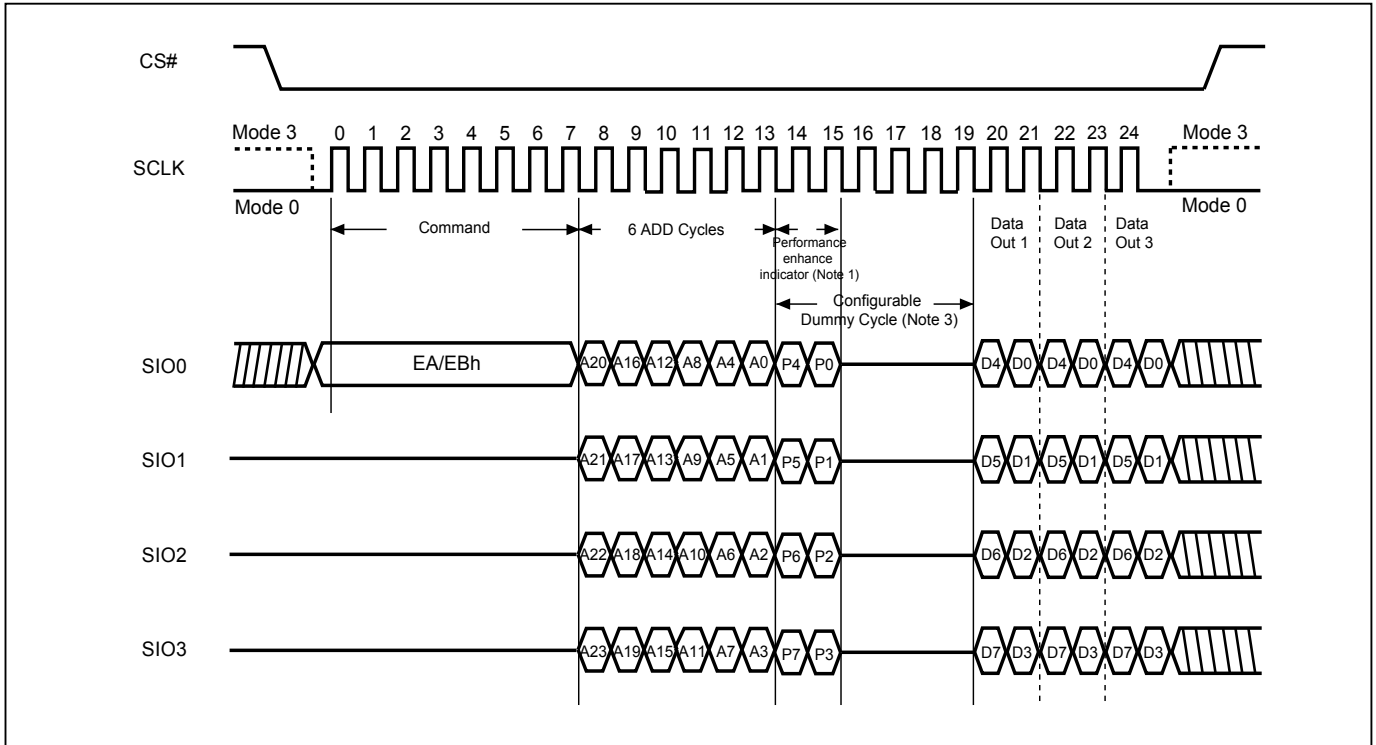 CS#
Mode 3 0 1 2 3 4 5 6 7 8 9 10 11 12 13 14 15 16 17 18 19 20 21 22 23 24 Mode 3
SCLK
Mode 0 Mode 0
Command 6 ADD Cycles Performance enhance indicator (Note 1) Data Out 1 Data Out 2 Data Out 3
Configurable
Dummy Cycle (Note 3)
SIO0 EA/EBh A20 A16 A12 A8 A4 A0 P4 P0 D4 D0 D4 D0 D4 D0
SIO1 A21 A17 A13 A9 A5 A1 P5 P1 D5 D1 D5 D1 D5 D1
SIO2 A22 A18 A14 A10 A6 A2 P6 P2 D6 D2 D6 D2 D6 D2
SIO3 A23 A19 A15 A11 A7 A3 P7 P3 D7 D3 D7 D3 D7 D3